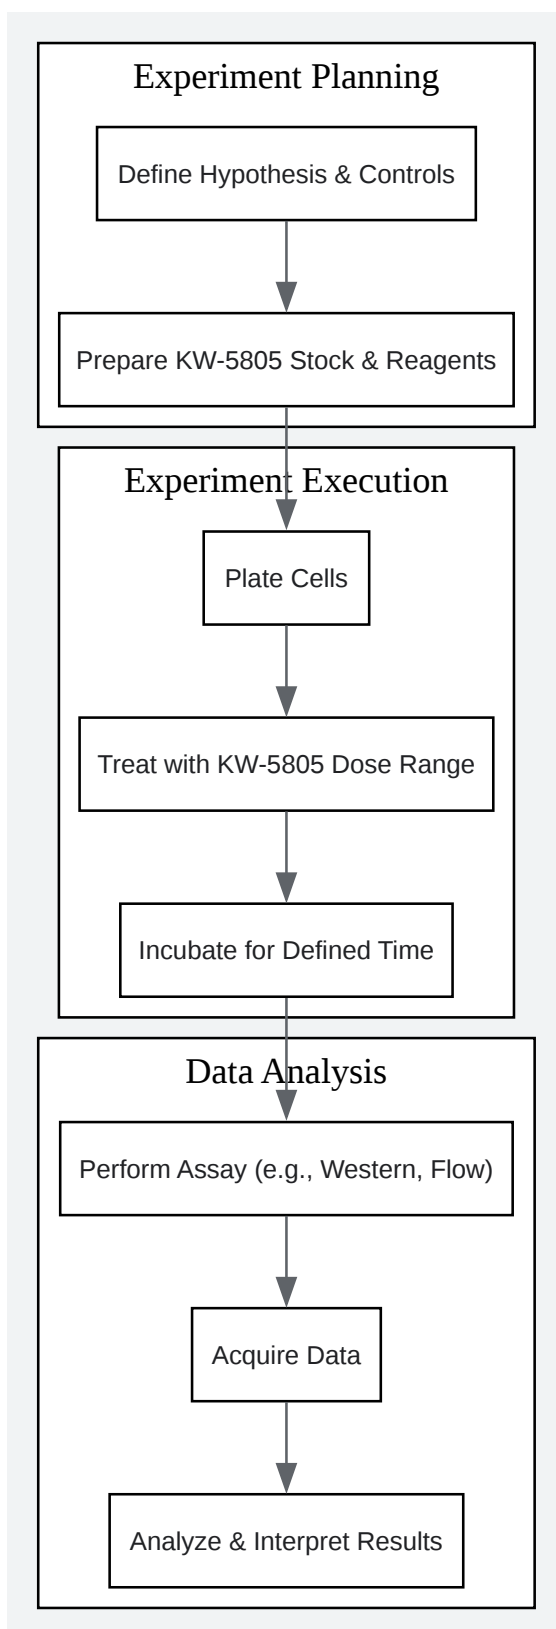 Experiment Planning
Define Hypothesis & Controls
Prepare KW-5805 Stock & Reagents
Experiment Execution
Plate Cells
Treat with KW-5805 Dose Range
Incubate for Defined Time
Data Analysis
Perform Assay (e.g., Western, Flow)
Acquire Data
Analyze & Interpret Results